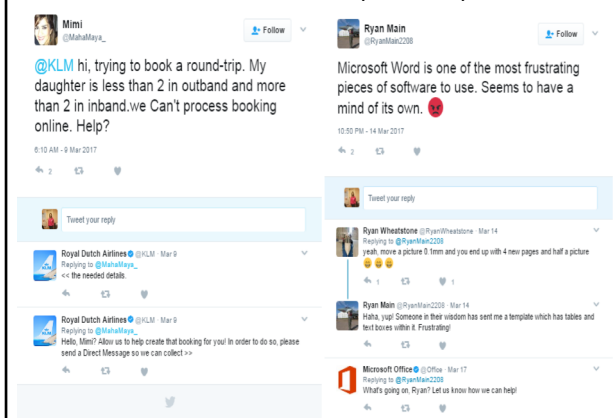 Mimi
@MahaMaya_
Follow
@KLM hi, trying to book a round-trip. My
daughter is less than 2 in outband and more
than 2 in inband.we Can't process booking
online. Help?
6:10 AM - 9 Mar 2017
2
Tweet your reply
Royal Dutch Airlines @KLM · Mar 9
Replying to @MahaMaya_
<< the needed details.
Royal Dutch Airlines @KLM · Mar 9
Replying to @MahaMaya_
Hello, Mimi? Allow us to help create that booking for you! In order to do so, please
send a Direct Message so we can collect >>
Ryan Main
@RyanMain2208
Follow
Microsoft Word is one of the most frustrating
pieces of software to use. Seems to have a
mind of its own. 😡
10:50 PM - 14 Mar 2017
2
Tweet your reply
Ryan Wheatstone @RyanWheatstone · Mar 14
Replying to @RyanMain2208
yeah, move a picture 0.1mm and you end up with 4 new pages and half a picture
😄 😄 😄
1 1
Ryan Main @RyanMain2208 · Mar 14
Haha, yup! Someone in their wisdom has sent me a template which has tables and
text boxes within it. Frustrating!
Microsoft Office @Office · Mar 17
Replying to @RyanMain2208
What's going on, Ryan? Let us know how we can help!